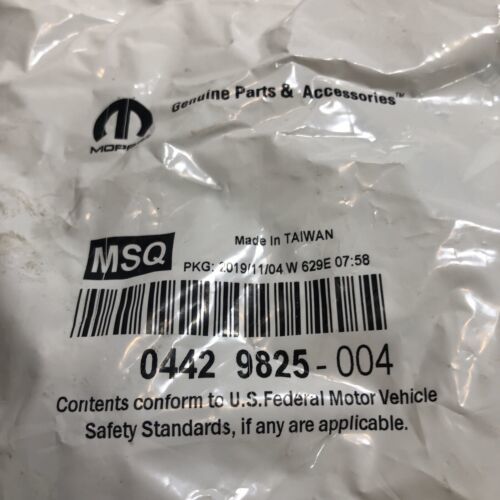 Genuine Parts & Accessories™
MOPAR
Made In TAIWAN
MSQ
PKG: 2019/11/04 W 629E 07:58
0442 9825-004
Contents conform to U.S.Federal Motor Vehicle
Safety Standards, if any are applicable.